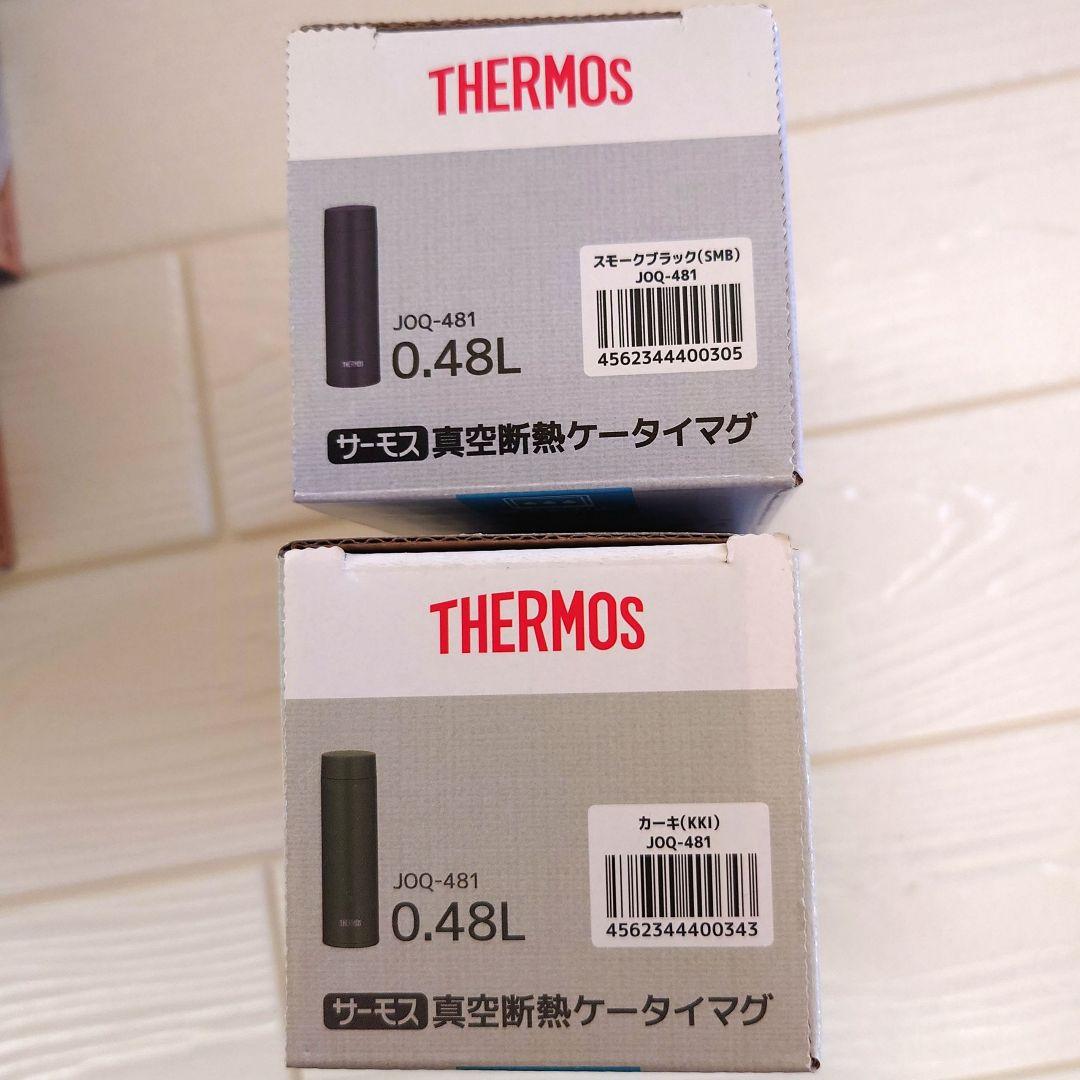 THERMOS
スモークブラック(SMB)
JOQ-481
4562344400305
THERMOS
JOQ-481
0.48L
サーモス 真空断熱ケータイマグ
THERMOS
カーキ(KKI)
JOQ-481
4562344400343
THERMOS
JOQ-481
0.48L
サーモス 真空断熱ケータイマグ